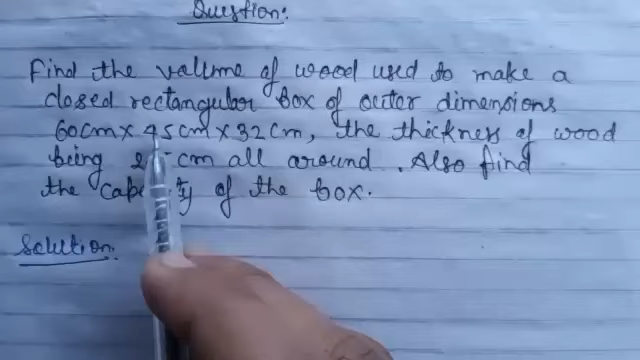 Question:
Find the volume of wood used to make a
closed rectangular box of outer dimensions
60cm x 45cm x 32cm, the thickness of wood
being cm all around. Also find
the of the box.
Solution